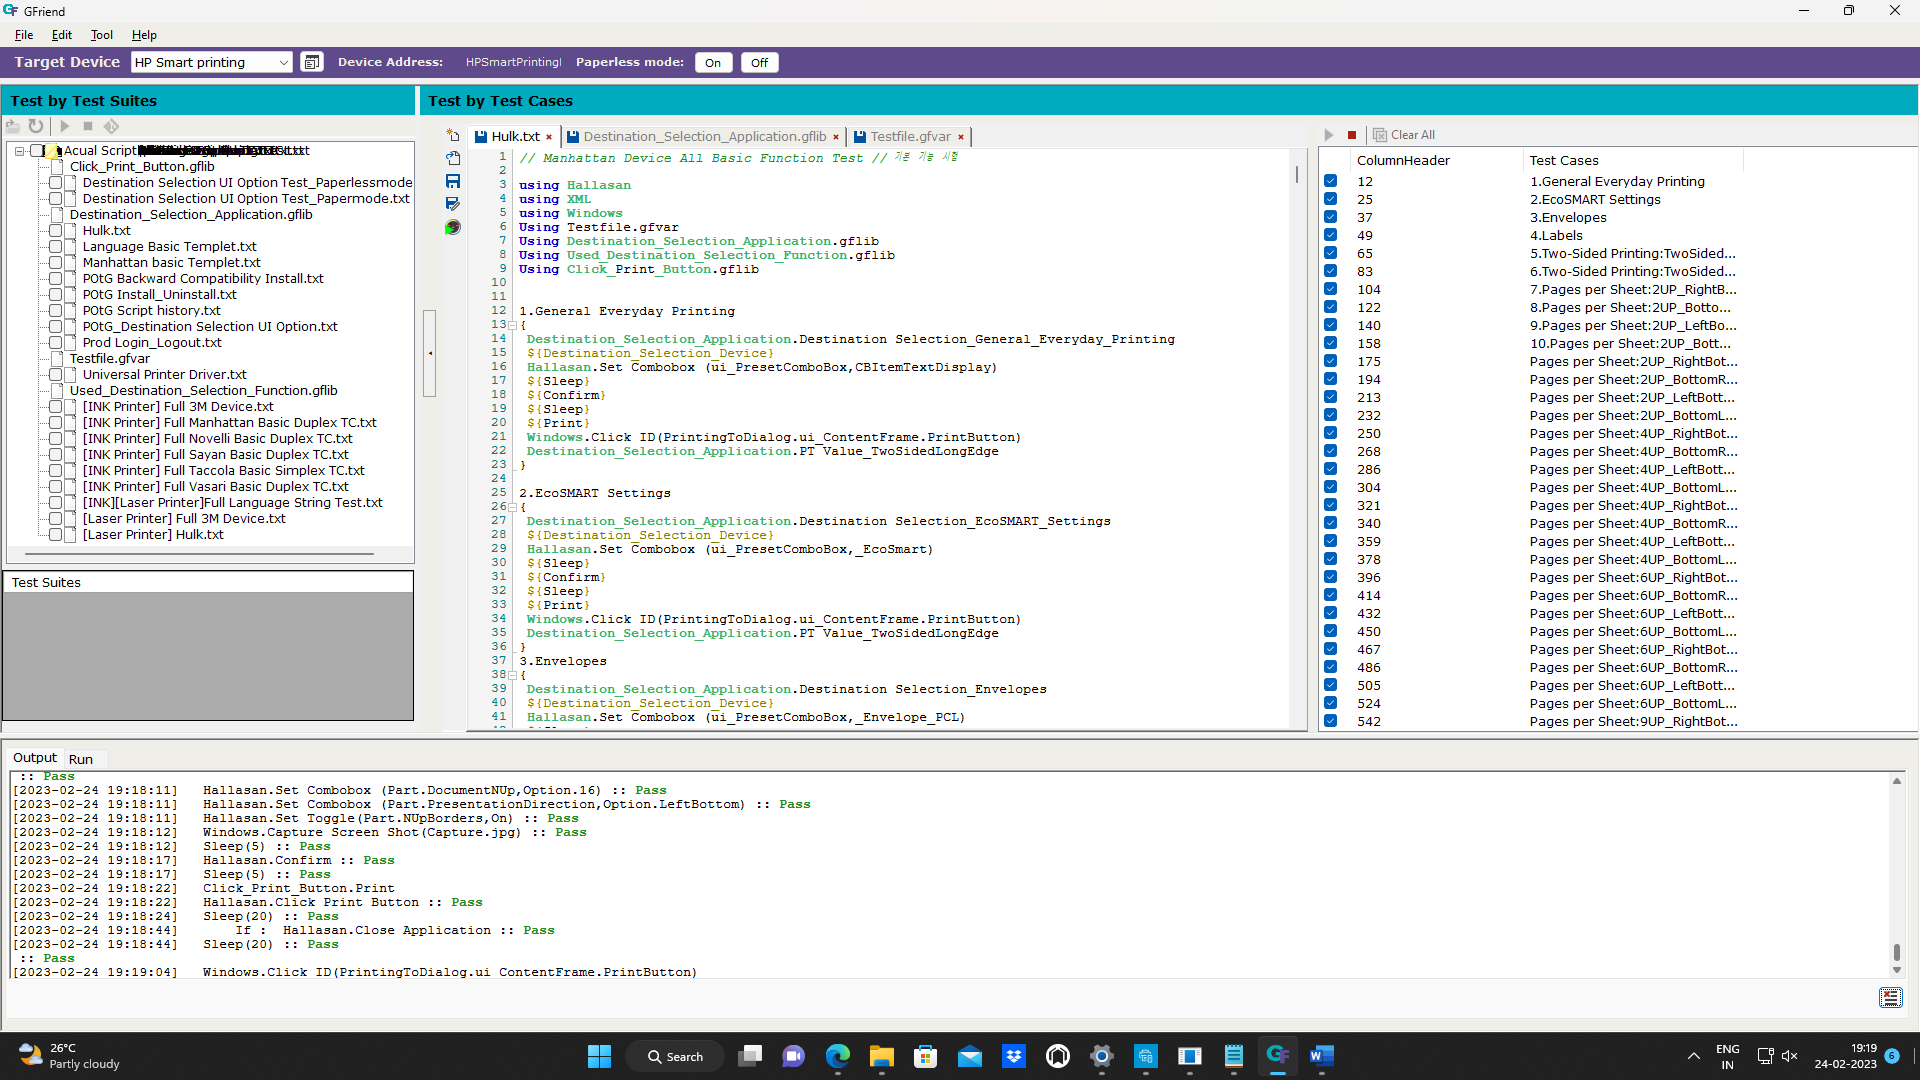 GFriend
File Edit Tool Help
Target Device HP Smart printing Device Address: HPSmartPrintingI Paperless mode: On Off
Test by Test Suites
Acual Script
Click_Print_Button.gflib
Destination Selection UI Option Test_Paperlessmode
Destination Selection UI Option Test_Papermode.txt
Destination_Selection_Application.gflib
Hulk.txt
Language Basic Templet.txt
Manhattan basic Templet.txt
POtG Backward Compatibility Install.txt
POtG Install_Uninstall.txt
POtG Script history.txt
POtG_Destination Selection UI Option.txt
Prod Login_Logout.txt
Testfile.gfvar
Universal Printer Driver.txt
Used_Destination_Selection_Function.gflib
[INK Printer] Full 3M Device.txt
[INK Printer] Full Manhattan Basic Duplex TC.txt
[INK Printer] Full Novelli Basic Duplex TC.txt
[INK Printer] Full Sayan Basic Duplex TC.txt
[INK Printer] Full Taccola Basic Simplex TC.txt
[INK Printer] Full Vasari Basic Duplex TC.txt
[INK][Laser Printer]Full Language String Test.txt
[Laser Printer] Full 3M Device.txt
[Laser Printer] Hulk.txt
Test Suites
Test by Test Cases
Hulk.txt × Destination_Selection_Application.gflib × Testfile.gfvar ×
1 // Manhattan Device All Basic Function Test // 기본 기능 시험
2
3 using Hallasan
4 using XML
5 using Windows
6 Using Testfile.gfvar
7 Using Destination_Selection_Application.gflib
8 Using Used_Destination_Selection_Function.gflib
9 Using Click_Print_Button.gflib
10
11
12 1.General Everyday Printing
13 {
14 Destination_Selection_Application.Destination Selection_General_Everyday_Printing
15 ${Destination_Selection_Device}
16 Hallasan.Set Combobox (ui_PresetComboBox,CBItemTextDisplay)
17 ${Sleep}
18 ${Confirm}
19 ${Sleep}
20 ${Print}
21 Windows.Click ID(PrintingToDialog.ui_ContentFrame.PrintButton)
22 Destination_Selection_Application.PT Value_TwoSidedLongEdge
23 }
24
25 2.EcoSMART Settings
26 {
27 Destination_Selection_Application.Destination Selection_EcoSMART_Settings
28 ${Destination_Selection_Device}
29 Hallasan.Set Combobox (ui_PresetComboBox,_EcoSmart)
30 ${Sleep}
31 ${Confirm}
32 ${Sleep}
33 ${Print}
34 Windows.Click ID(PrintingToDialog.ui_ContentFrame.PrintButton)
35 Destination_Selection_Application.PT Value_TwoSidedLongEdge
36 }
37 3.Envelopes
38 {
39 Destination_Selection_Application.Destination Selection_Envelopes
40 ${Destination_Selection_Device}
41 Hallasan.Set Combobox (ui_PresetComboBox,_Envelope_PCL)
Clear All
ColumnHeader Test Cases
12 1.General Everyday Printing
25 2.EcoSMART Settings
37 3.Envelopes
49 4.Labels
65 5.Two-Sided Printing:TwoSided...
83 6.Two-Sided Printing:TwoSided...
104 7.Pages per Sheet:2UP_RightB...
122 8.Pages per Sheet:2UP_Botto...
140 9.Pages per Sheet:2UP_LeftBo...
158 10.Pages per Sheet:2UP_Bott...
175 Pages per Sheet:2UP_RightBot...
194 Pages per Sheet:2UP_BottomR...
213 Pages per Sheet:2UP_LeftBott...
232 Pages per Sheet:2UP_BottomL...
250 Pages per Sheet:4UP_RightBot...
268 Pages per Sheet:4UP_BottomR...
286 Pages per Sheet:4UP_LeftBott...
304 Pages per Sheet:4UP_BottomL...
321 Pages per Sheet:4UP_RightBot...
340 Pages per Sheet:4UP_BottomR...
359 Pages per Sheet:4UP_LeftBott...
378 Pages per Sheet:4UP_BottomL...
396 Pages per Sheet:6UP_RightBot...
414 Pages per Sheet:6UP_BottomR...
432 Pages per Sheet:6UP_LeftBott...
450 Pages per Sheet:6UP_BottomL...
467 Pages per Sheet:6UP_RightBot...
486 Pages per Sheet:6UP_BottomR...
505 Pages per Sheet:6UP_LeftBott...
524 Pages per Sheet:6UP_BottomL...
542 Pages per Sheet:9UP_RightBot...
Output Run
:: Pass
[2023-02-24 19:18:11] Hallasan.Set Combobox (Part.DocumentNUp,Option.16) :: Pass
[2023-02-24 19:18:11] Hallasan.Set Combobox (Part.PresentationDirection,Option.LeftBottom) :: Pass
[2023-02-24 19:18:11] Hallasan.Set Toggle(Part.NUpBorders,On) :: Pass
[2023-02-24 19:18:12] Windows.Capture Screen Shot(Capture.jpg) :: Pass
[2023-02-24 19:18:12] Sleep(5) :: Pass
[2023-02-24 19:18:17] Hallasan.Confirm :: Pass
[2023-02-24 19:18:17] Sleep(5) :: Pass
[2023-02-24 19:18:22] Click_Print_Button.Print
[2023-02-24 19:18:22] Hallasan.Click Print Button :: Pass
[2023-02-24 19:18:24] Sleep(20) :: Pass
[2023-02-24 19:18:44] If : Hallasan.Close Application :: Pass
[2023-02-24 19:18:44] Sleep(20) :: Pass
:: Pass
[2023-02-24 19:19:04] Windows.Click ID(PrintingToDialog.ui_ContentFrame.PrintButton)
26°C
Partly cloudy
Search
ENG
IN
19:19
24-02-2023
6